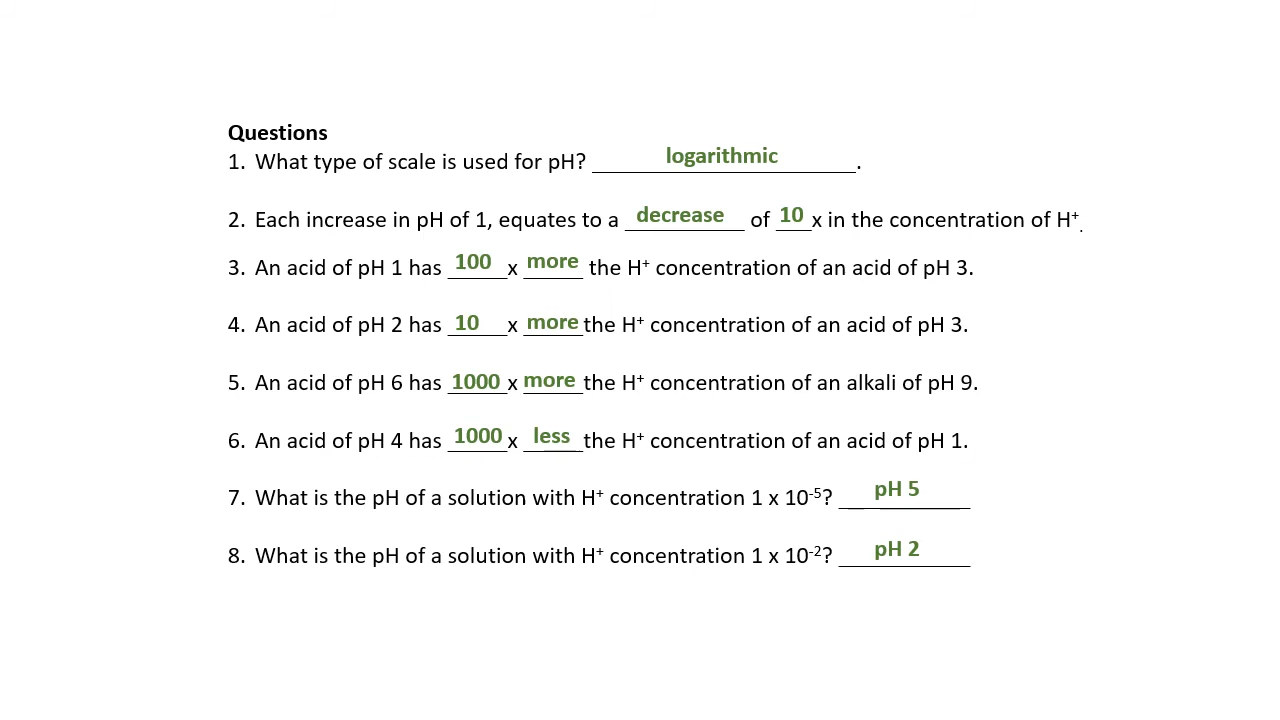 Questions
1. What type of scale is used for pH? logarithmic.
2. Each increase in pH of 1, equates to a decrease of 10 x in the concentration of H⁺.
3. An acid of pH 1 has 100 x more the H⁺ concentration of an acid of pH 3.
4. An acid of pH 2 has 10 x more the H⁺ concentration of an acid of pH 3.
5. An acid of pH 6 has 1000 x more the H⁺ concentration of an alkali of pH 9.
6. An acid of pH 4 has 1000 x less the H⁺ concentration of an acid of pH 1.
7. What is the pH of a solution with H⁺ concentration 1 x 10⁻⁵? pH 5
8. What is the pH of a solution with H⁺ concentration 1 x 10⁻²? pH 2